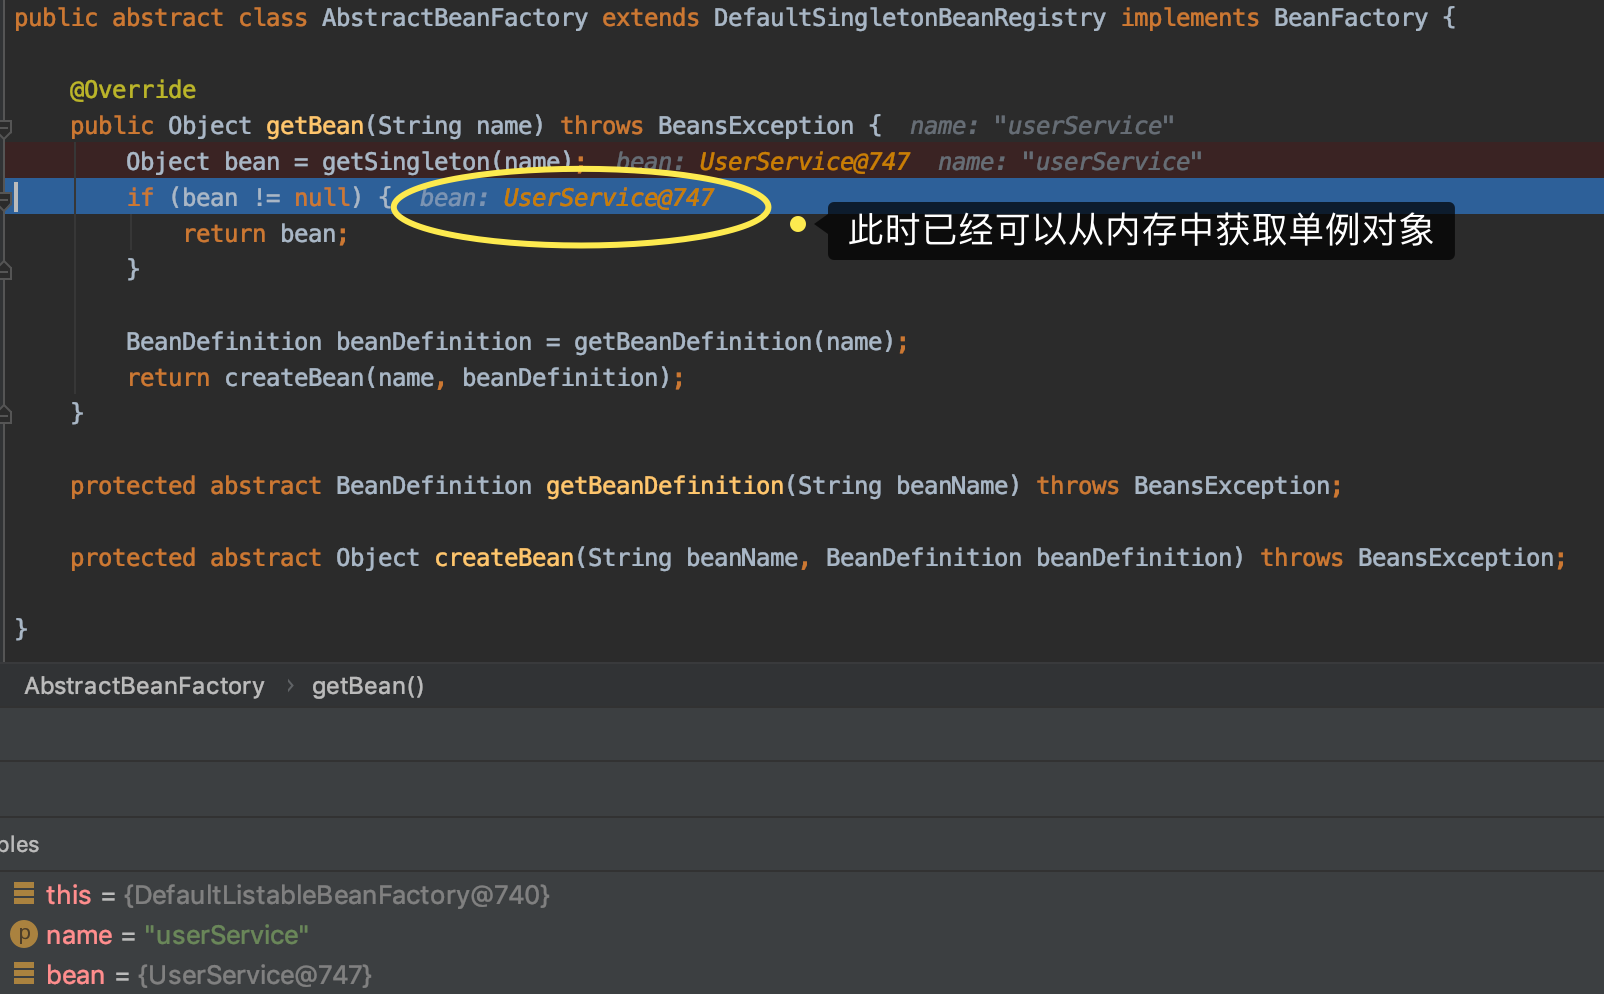 public abstract class AbstractBeanFactory extends DefaultSingletonBeanRegistry implements BeanFactory {
@Override
public Object getBean(String name) throws BeansException {  name: "userService"
Object bean = getSingleton(name);  bean: UserService@747  name: "userService"
if (bean != null) {  bean: UserService@747
此时已经可以从内存中获取单例对象
return bean;
}
BeanDefinition beanDefinition = getBeanDefinition(name);
return createBean(name, beanDefinition);
}
protected abstract BeanDefinition getBeanDefinition(String beanName) throws BeansException;
protected abstract Object createBean(String beanName, BeanDefinition beanDefinition) throws BeansException;
}
AbstractBeanFactory › getBean()
bles
this = {DefaultListableBeanFactory@740}
p name = "userService"
bean = {UserService@747}